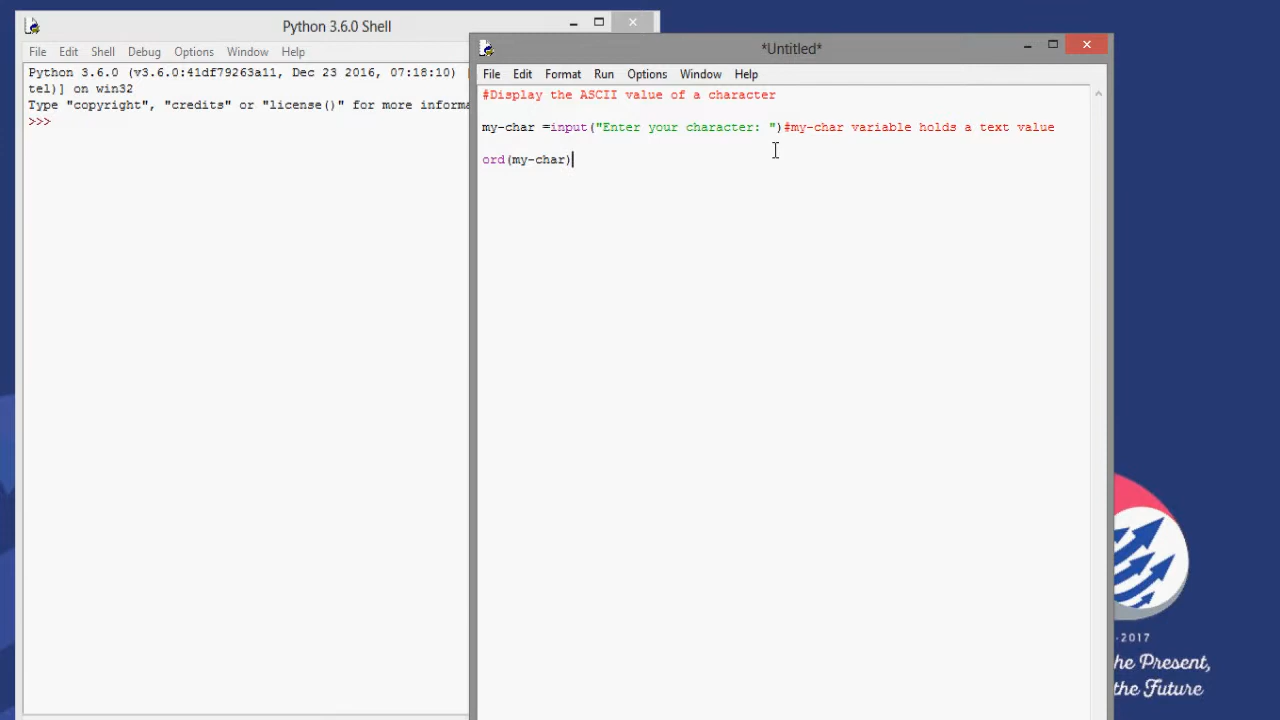 Python 3.6.0 Shell
File Edit Shell Debug Options Window Help
Python 3.6.0 (v3.6.0:41df79263a11, Dec 23 2016, 07:18:10)
tel)] on win32
Type "copyright", "credits" or "license()" for more informa
>>>
*Untitled*
File Edit Format Run Options Window Help
#Display the ASCII value of a character
my-char =input("Enter your character: ")#my-char variable holds a text value
ord(my-char)
-2017
he Present,
the Future